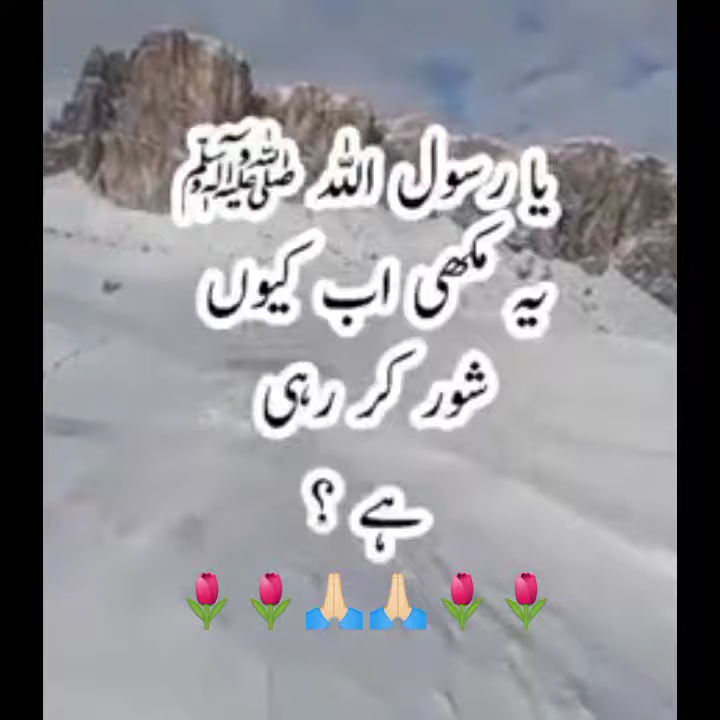 یا رسول اللہ ﷺ
یہ مکھی اب کیوں
شور کر رہی
ہے ؟
🌷🌷🙏🏻🙏🏻🌷🌷